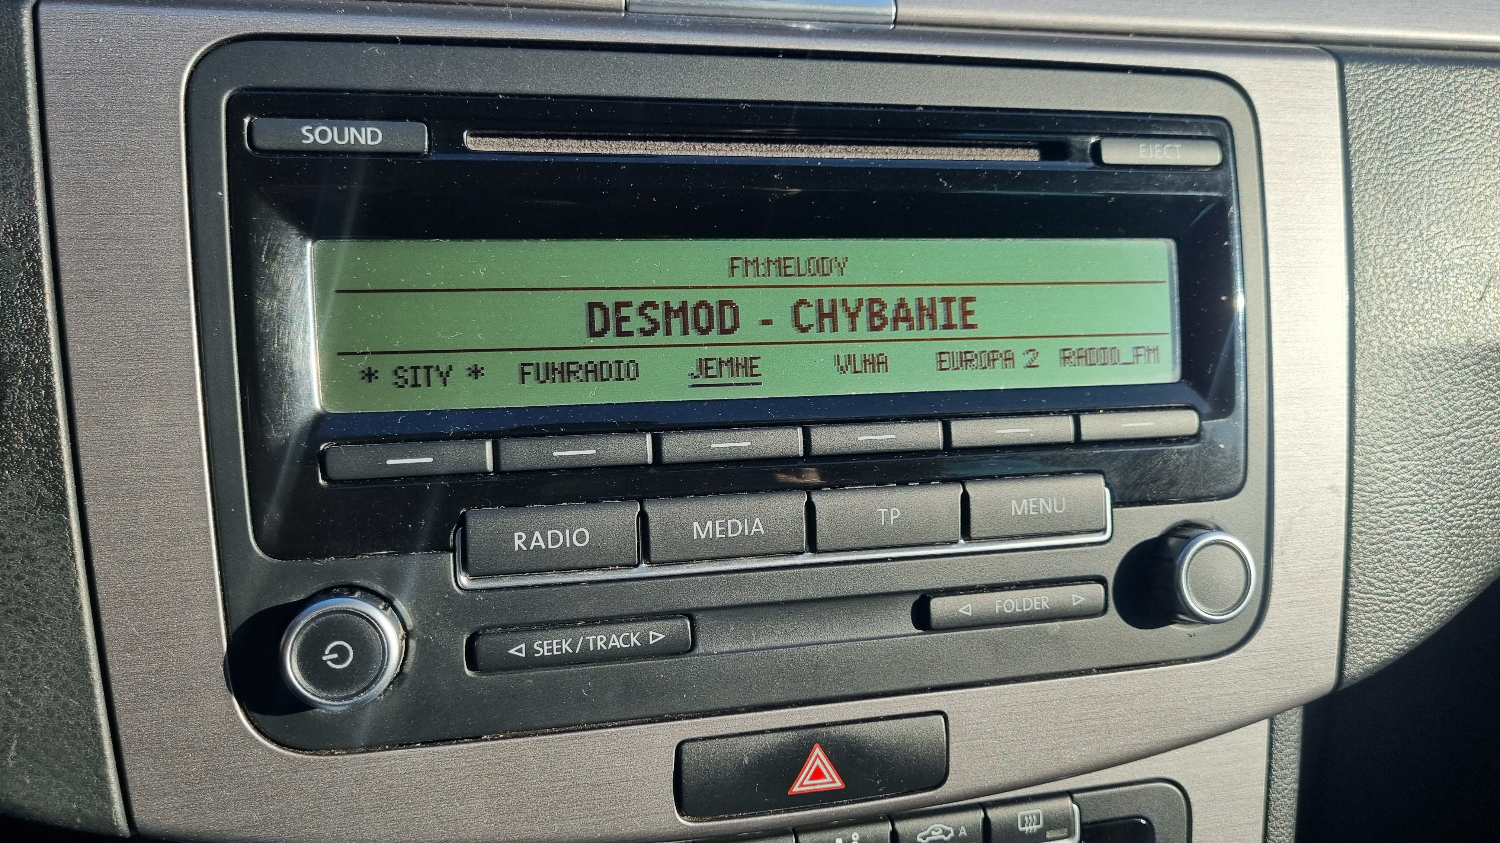 SOUND
EJECT
FM:MELODY
DESMOD - CHYBANIE
* SITY * FUNRADIO JEMNE VLNA EUROPA 2 RADIO_FM
RADIO MEDIA TP MENU
SEEK/TRACK
FOLDER
A